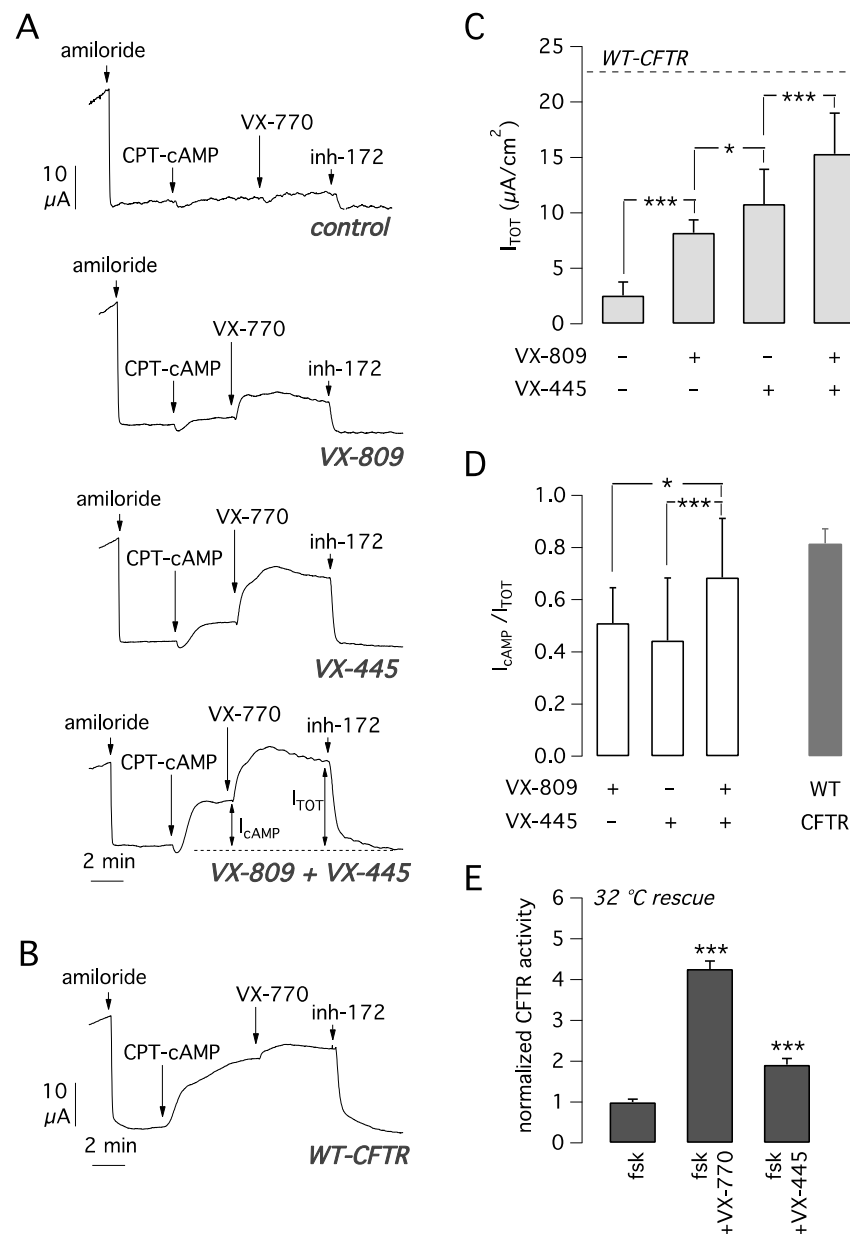 A
amiloride
VX-770
CPT-cAMP
inh-172
10
µA
control
amiloride
VX-770
CPT-cAMP
inh-172
VX-809
amiloride
VX-770
CPT-cAMP
inh-172
VX-445
amiloride
VX-770
CPT-cAMP
inh-172
I_TOT
I_cAMP
2 min
VX-809 + VX-445
B
amiloride
VX-770
CPT-cAMP
inh-172
10
µA
2 min
WT-CFTR
C
25
20
15
10
5
0
I_TOT (µA/cm²)
WT-CFTR
***
*
***
VX-809 – + – +
VX-445 – – + +
D
1.0
0.8
0.6
0.4
0.2
0.0
I_cAMP /I_TOT
*
***
VX-809 + – + WT
VX-445 – + + CFTR
E
6
5
4
3
2
1
0
normalized CFTR activity
32 °C rescue
***
***
fsk
fsk
+VX-770
fsk
+VX-445